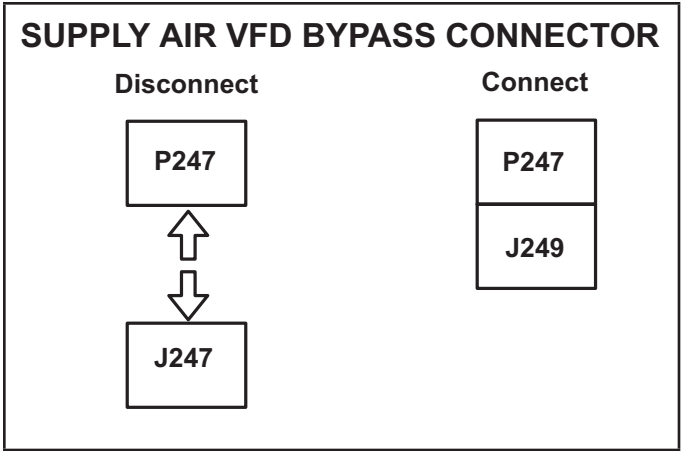 SUPPLY AIR VFD BYPASS CONNECTOR
Disconnect
P247
J247
Connect
P247
J249